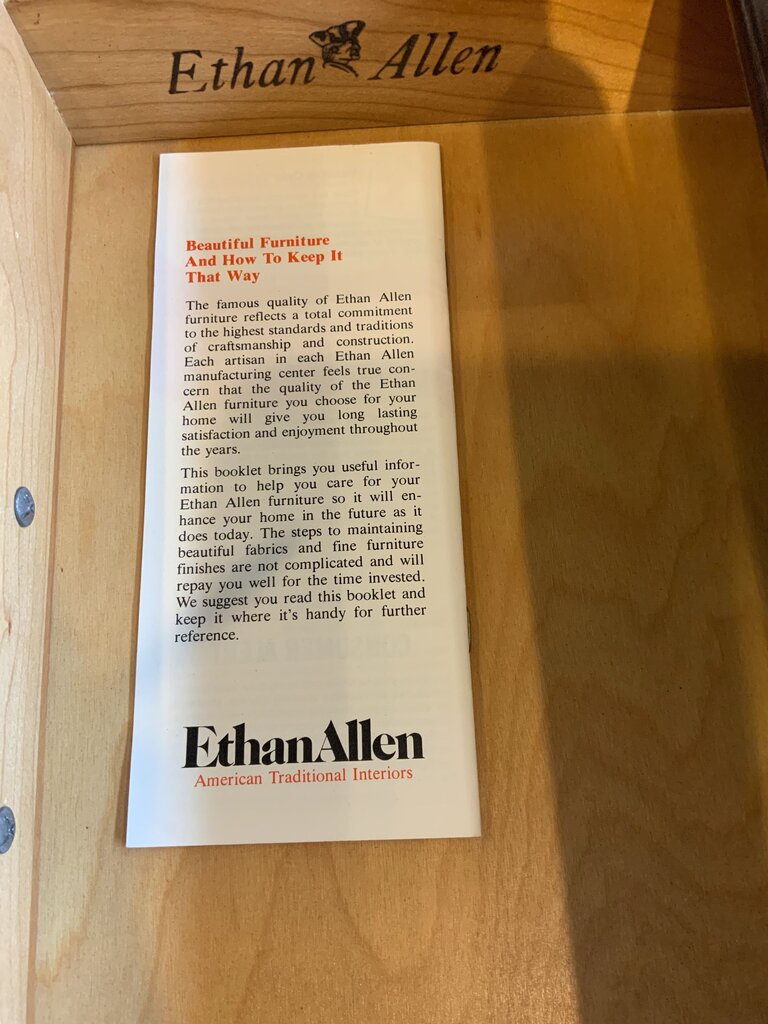 Ethan Allen
Beautiful Furniture
And How To Keep It
That Way
The famous quality of Ethan Allen
furniture reflects a total commitment
to the highest standards and traditions
of craftsmanship and construction.
Each artisan in each Ethan Allen
manufacturing center feels true con-
cern that the quality of the Ethan
Allen furniture you choose for your
home will give you long lasting
satisfaction and enjoyment throughout
the years.
This booklet brings you useful infor-
mation to help you care for your
Ethan Allen furniture so it will en-
hance your home in the future as it
does today. The steps to maintaining
beautiful fabrics and fine furniture
finishes are not complicated and will
repay you well for the time invested.
We suggest you read this booklet and
keep it where it's handy for further
reference.
EthanAllen
American Traditional Interiors